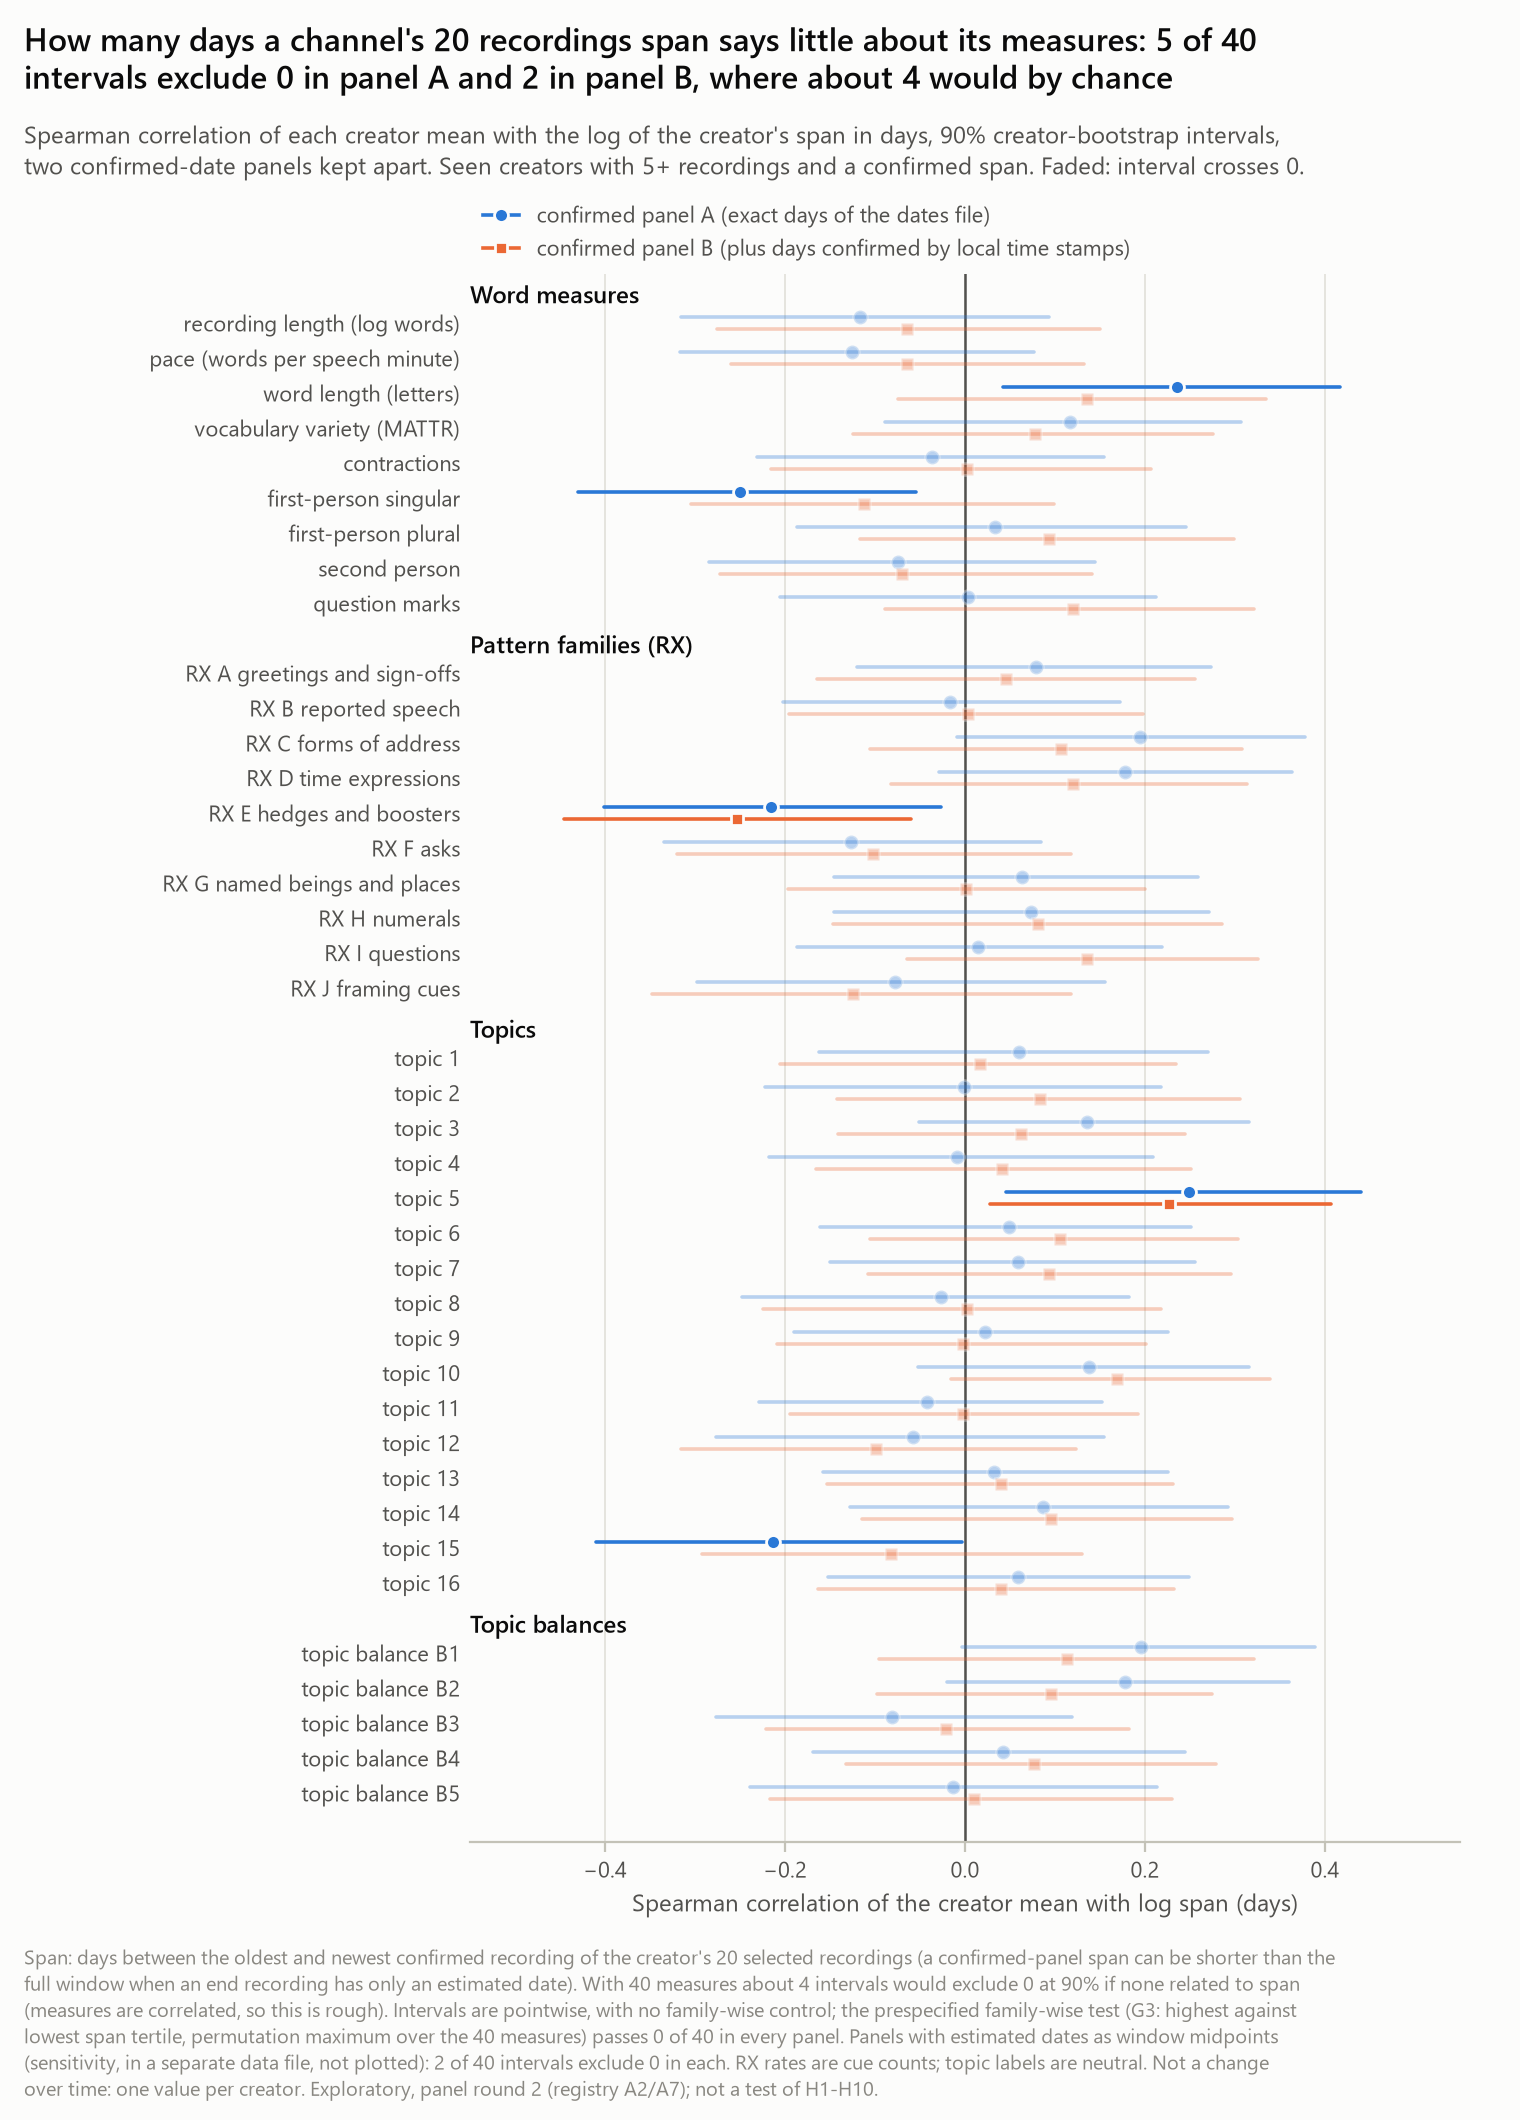 How many days a channel's 20 recordings span says little about its measures: 5 of 40
intervals exclude 0 in panel A and 2 in panel B, where about 4 would by chance
Spearman correlation of each creator mean with the log of the creator's span in days, 90% creator-bootstrap intervals,
two confirmed-date panels kept apart. Seen creators with 5+ recordings and a confirmed span. Faded: interval crosses 0.
confirmed panel A (exact days of the dates file)
confirmed panel B (plus days confirmed by local time stamps)
Word measures
recording length (log words)
pace (words per speech minute)
word length (letters)
vocabulary variety (MATTR)
contractions
first-person singular
first-person plural
second person
question marks
Pattern families (RX)
RX A greetings and sign-offs
RX B reported speech
RX C forms of address
RX D time expressions
RX E hedges and boosters
RX F asks
RX G named beings and places
RX H numerals
RX I questions
RX J framing cues
Topics
topic 1
topic 2
topic 3
topic 4
topic 5
topic 6
topic 7
topic 8
topic 9
topic 10
topic 11
topic 12
topic 13
topic 14
topic 15
topic 16
Topic balances
topic balance B1
topic balance B2
topic balance B3
topic balance B4
topic balance B5
−0.4 −0.2 0.0 0.2 0.4
Spearman correlation of the creator mean with log span (days)
Span: days between the oldest and newest confirmed recording of the creator's 20 selected recordings (a confirmed-panel span can be shorter than the
full window when an end recording has only an estimated date). With 40 measures about 4 intervals would exclude 0 at 90% if none related to span
(measures are correlated, so this is rough). Intervals are pointwise, with no family-wise control; the prespecified family-wise test (G3: highest against
lowest span tertile, permutation maximum over the 40 measures) passes 0 of 40 in every panel. Panels with estimated dates as window midpoints
(sensitivity, in a separate data file, not plotted): 2 of 40 intervals exclude 0 in each. RX rates are cue counts; topic labels are neutral. Not a change
over time: one value per creator. Exploratory, panel round 2 (registry A2/A7); not a test of H1-H10.